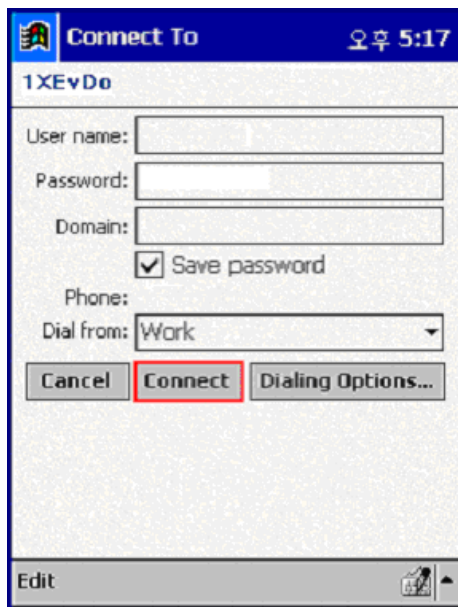 Connect To 오후 5:17
1XEvDo
User name:
Password:
Domain:
Save password
Phone:
Dial from: Work
Cancel Connect Dialing Options...
Edit